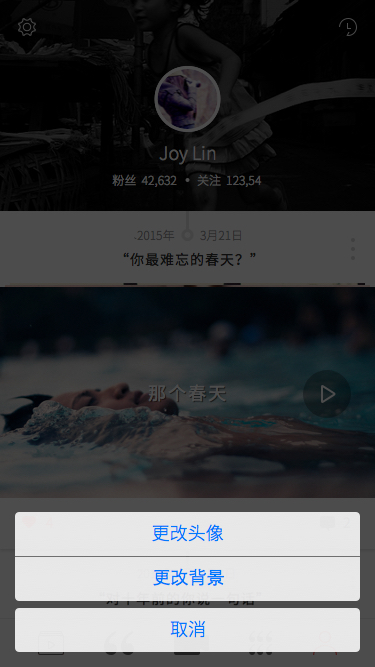 Joy Lin
粉丝 42,632 • 关注 123,54
.2015年 3月21日
“你最难忘的春天？”
那个春天
更改头像
更改背景
取消